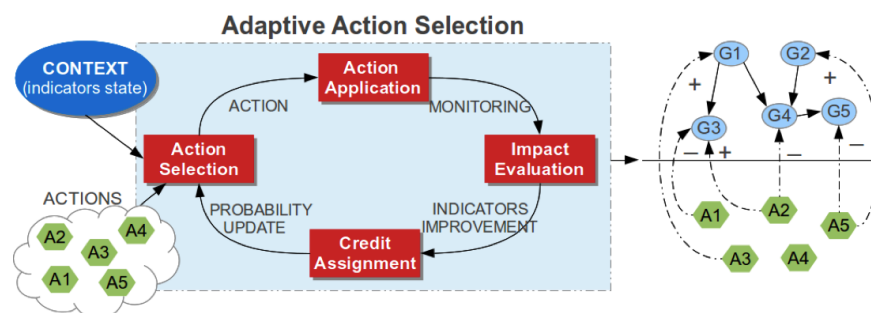 Adaptive Action Selection
CONTEXT
(indicators state)
Action
Application
ACTION
MONITORING
Action
Selection
Impact
Evaluation
ACTIONS
PROBABILITY
UPDATE
INDICATORS
IMPROVEMENT
Credit
Assignment
A2
A4
A3
A1
A5
G1
G2
+
+
G3
G4
G5
−
+
−
−
A1
A2
A5
A3
A4